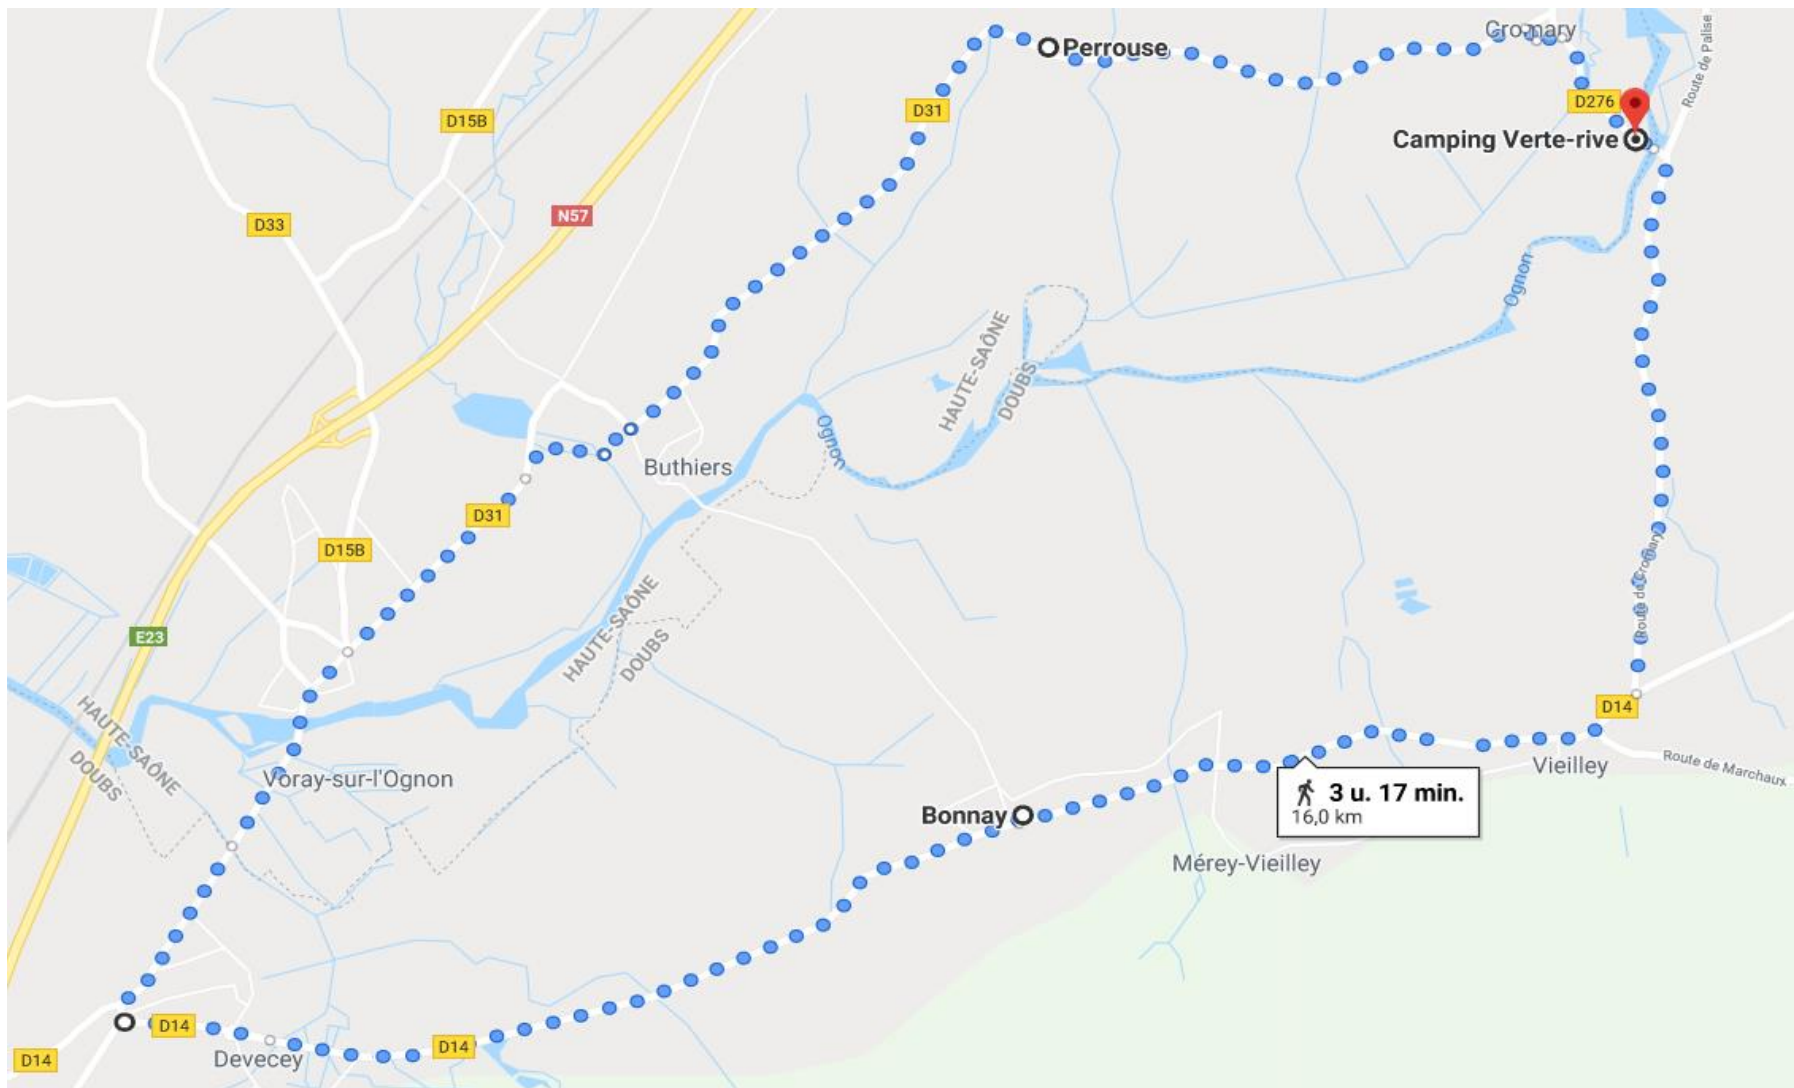 Cromary
Route de Palise
Perrouse
D31
D276
D15B
Camping Verte-rive
N57
D33
Ognon
HAUTE-SAÔNE
DOUBS
Ognon
Buthiers
D31
D15B
Route de Cromary
HAUTE-SAÔNE
DOUBS
E23
HAUTE-SAÔNE
DOUBS
D14
Voray-sur-l'Ognon
Vieilley
Route de Marchaux
3 u. 17 min.
16,0 km
Bonnay
Mérey-Vieilley
D14
D14
D14
Devecey